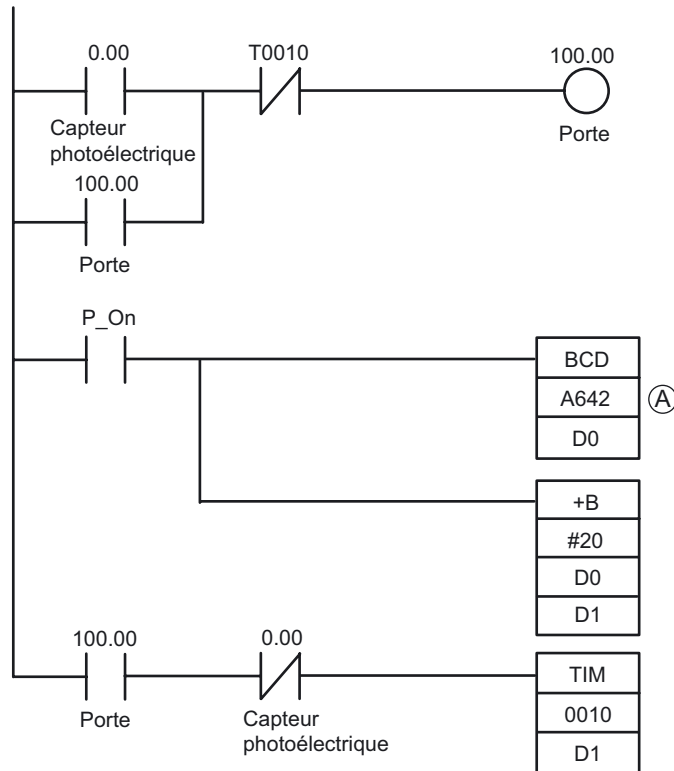 0.00
T0010
100.00
Capteur
photoélectrique
Porte
100.00
Porte
P_On
BCD
A642
A
D0
+B
#20
D0
D1
100.00
0.00
TIM
Porte
Capteur
photoélectrique
0010
D1